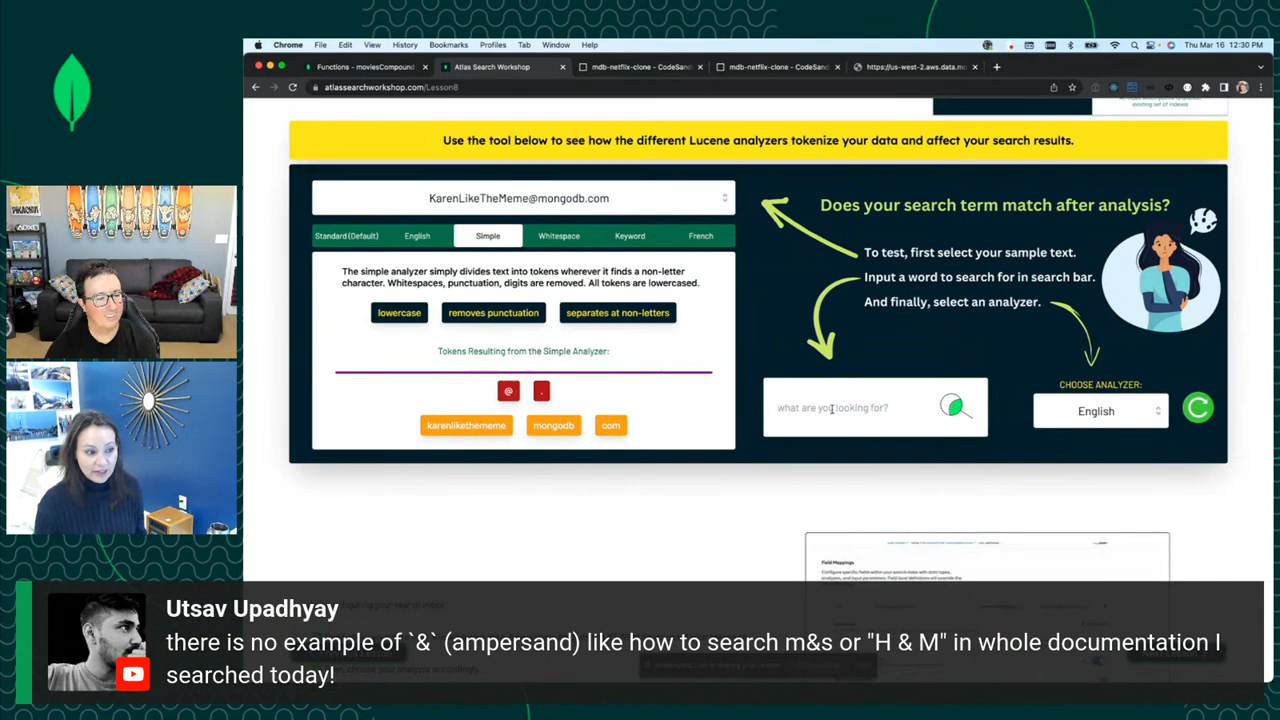 Chrome File Edit View History Bookmarks Profiles Tab Window Help
Thu Mar 16 12:30 PM
Functions - moviesCompound
Atlas Search Workshop
mdb-netflix-clone - CodeSand
mdb-netflix-clone - CodeSand
https://us-west-2.aws.data.m
atlassearchworkshop.com/Lesson8
existing set of indexes
Use the tool below to see how the different Lucene analyzers tokenize your data and affect your search results.
KarenLikeTheMeme@mongodb.com
Standard (Default) English Simple Whitespace Keyword French
The simple analyzer simply divides text into tokens wherever it finds a non-letter
character. Whitespaces, punctuation, digits are removed. All tokens are lowercased.
lowercase removes punctuation separates at non-letters
Tokens Resulting from the Simple Analyzer:
@ .
karenlikethememe mongodb com
Does your search term match after analysis?
To test, first select your sample text.
Input a word to search for in search bar.
And finally, select an analyzer.
what are you looking for?
CHOOSE ANALYZER:
English
Field Mappings
Utsav Upadhyay
there is no example of `&` (ampersand) like how to search m&s or "H & M" in whole documentation I
searched today!